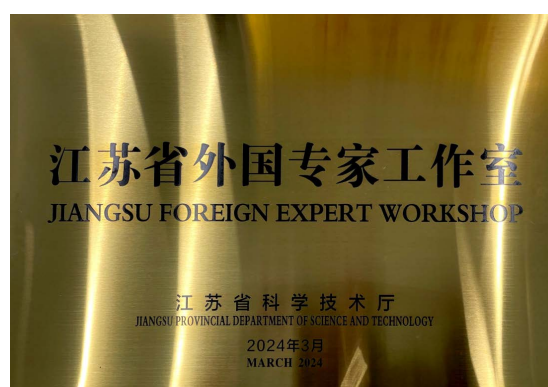 江苏省外国专家工作室
JIANGSU FOREIGN EXPERT WORKSHOP
江苏省科学技术厅
JIANGSU PROVINCIAL DEPARTMENT OF SCIENCE AND TECHNOLOGY
2024年3月
MARCH 2024